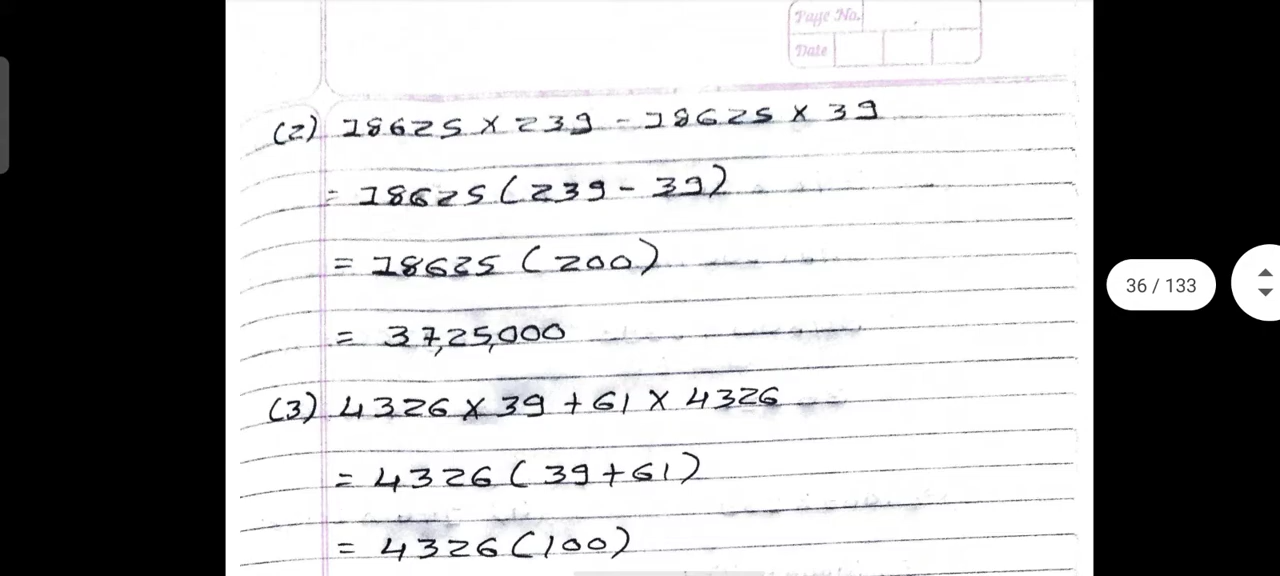 Page No.
Date
(2) 18625 × 239 - 18625 × 39
= 18625 (239 - 39)
= 18625 (200)
= 37,25,000
36 / 133
(3) 4326 × 39 + 61 × 4326
= 4326 (39 + 61)
= 4326 (100)